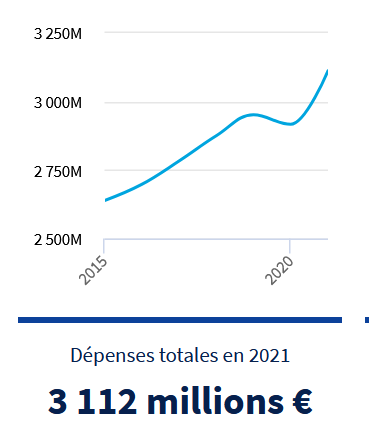 3 250M
3 000M
2 750M
2 500M
2015
2020
Dépenses totales en 2021
3 112 millions €